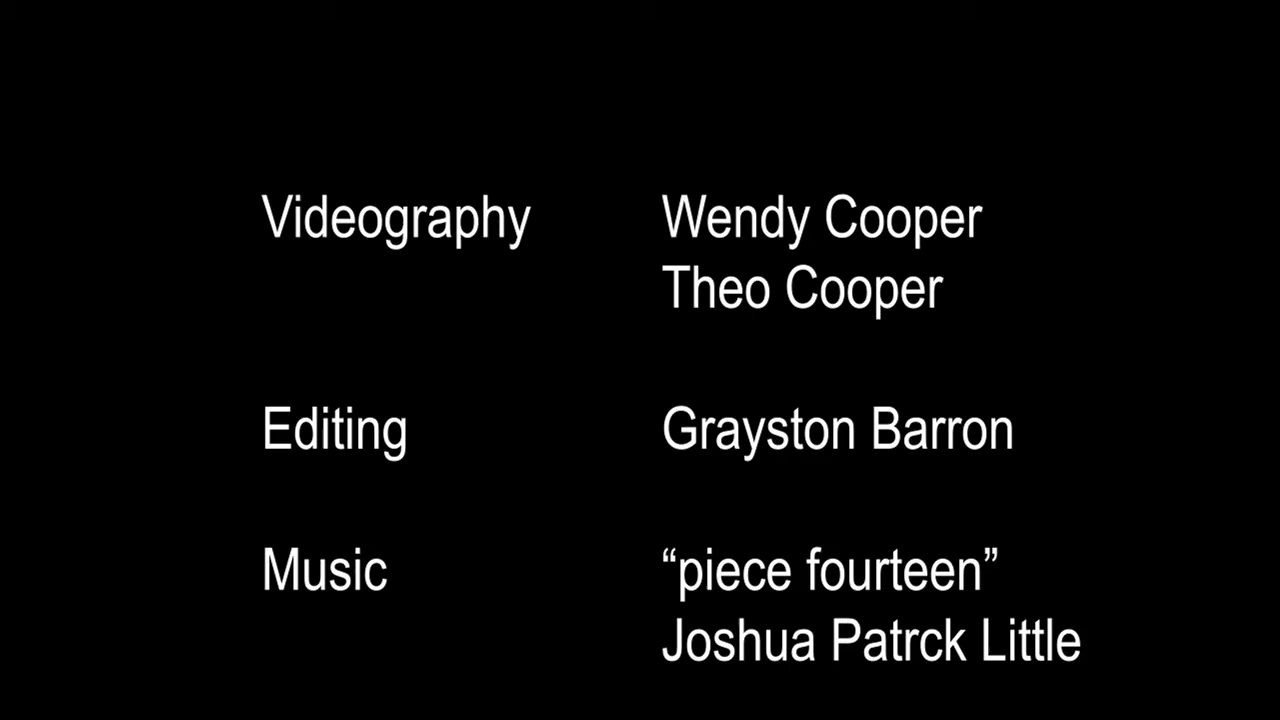 Videography Wendy Cooper
Theo Cooper
Editing Grayston Barron
Music “piece fourteen”
Joshua Patrck Little